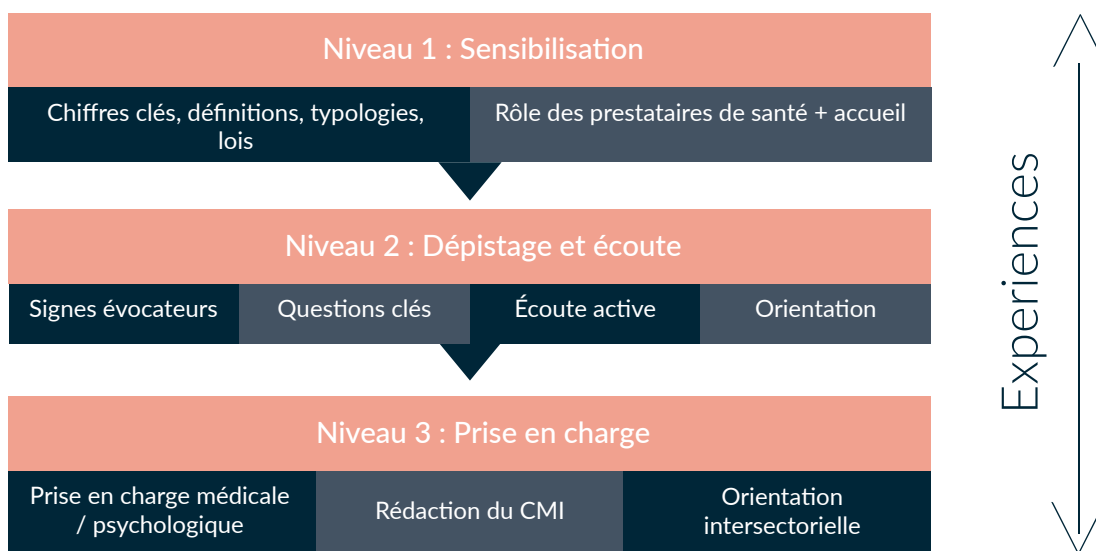 Niveau 1 : Sensibilisation
Chiffres clés, définitions, typologies,
lois
Rôle des prestataires de santé + accueil
Niveau 2 : Dépistage et écoute
Signes évocateurs
Questions clés
Écoute active
Orientation
Niveau 3 : Prise en charge
Prise en charge médicale
/ psychologique
Rédaction du CMI
Orientation
intersectorielle
Experiences